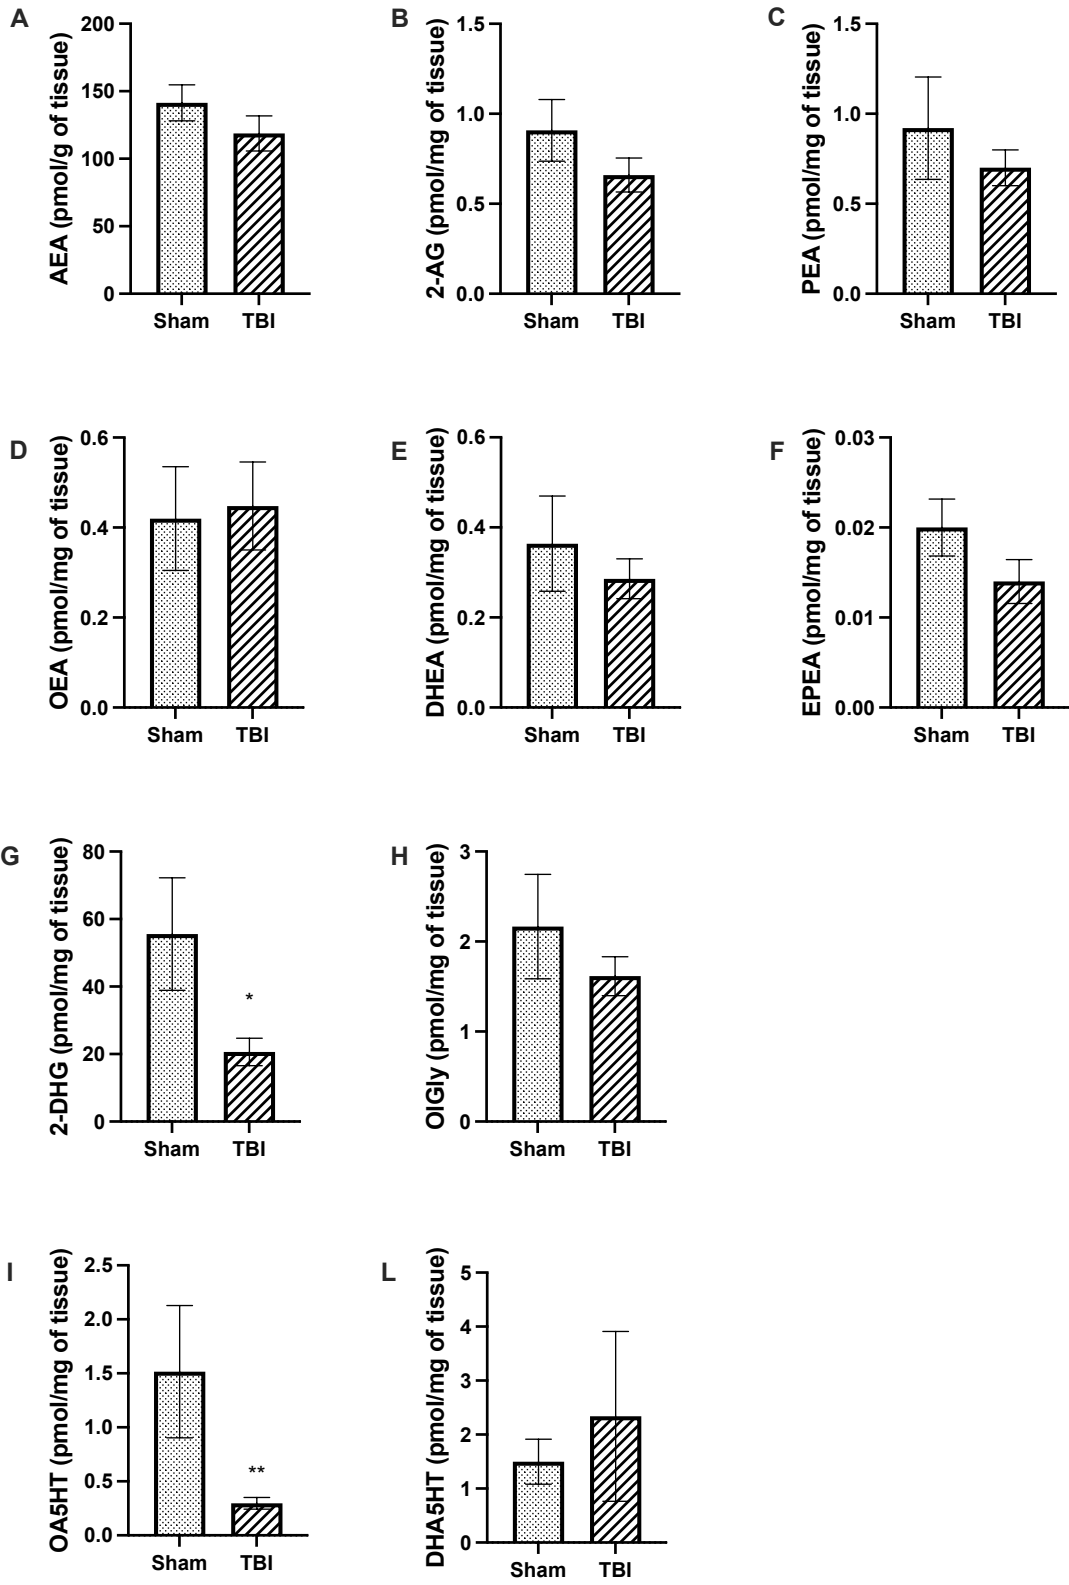 A
AEA (pmol/g of tissue)
200
150
100
50
0
Sham TBI
B
2-AG (pmol/mg of tissue)
1.5
1.0
0.5
0.0
Sham TBI
C
PEA (pmol/mg of tissue)
1.5
1.0
0.5
0.0
Sham TBI
D
OEA (pmol/mg of tissue)
0.6
0.4
0.2
0.0
Sham TBI
E
DHEA (pmol/mg of tissue)
0.6
0.4
0.2
0.0
Sham TBI
F
EPEA (pmol/mg of tissue)
0.03
0.02
0.01
0.00
Sham TBI
G
2-DHG (pmol/mg of tissue)
80
60
40
20
0
*
Sham TBI
H
OlGly (pmol/mg of tissue)
3
2
1
0
Sham TBI
I
OA5HT (pmol/mg of tissue)
2.5
2.0
1.5
1.0
0.5
0.0
**
Sham TBI
L
DHA5HT (pmol/mg of tissue)
5
4
3
2
1
0
Sham TBI